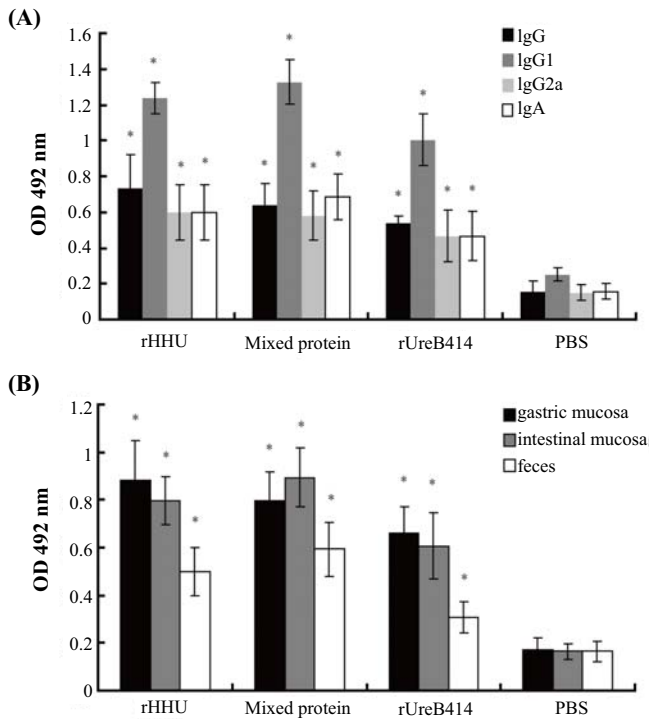 (A)
1.6
1.4
1.2
1
0.8
0.6
0.4
0.2
0
OD 492 nm
* * * *
* * * *
* * * *
lgG
lgG1
lgG2a
lgA
rHHU Mixed protein rUreB414 PBS
(B)
1.2
1
0.8
0.6
0.4
0.2
0
OD 492 nm
* * *
* * *
* * *
gastric mucosa
intestinal mucosa
feces
rHHU Mixed protein rUreB414 PBS